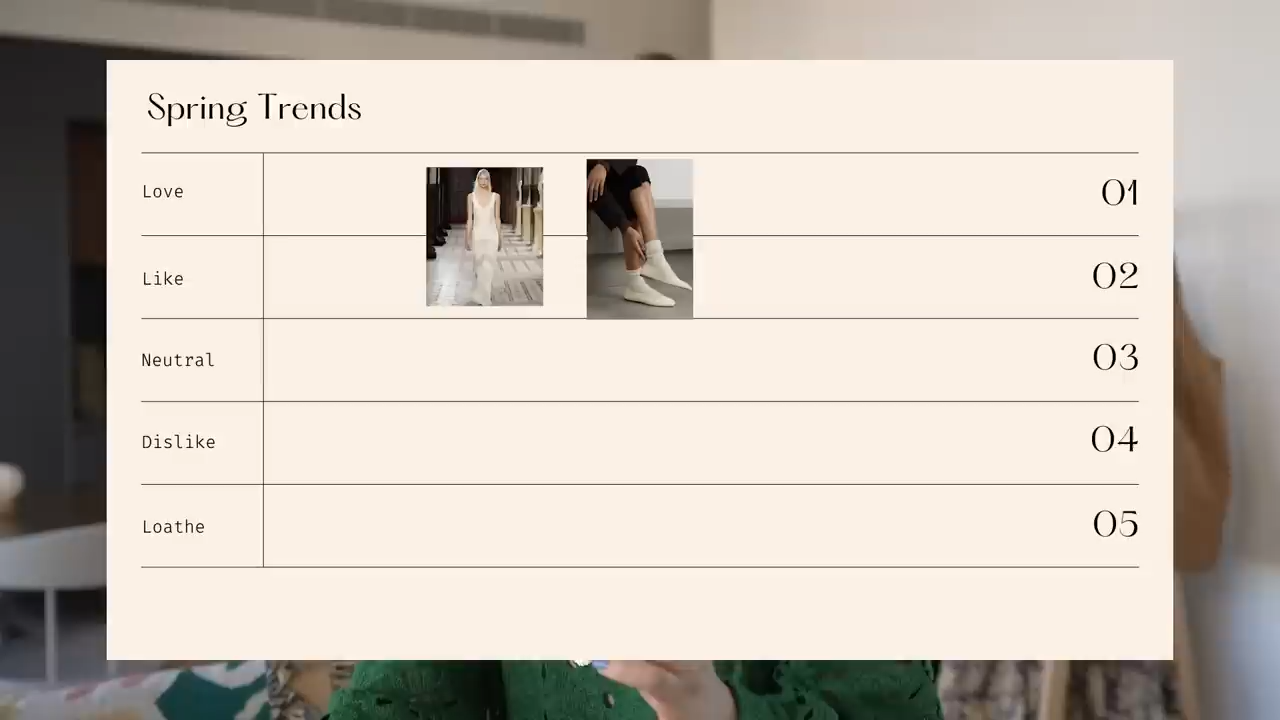 Spring Trends
Love 01
Like 02
Neutral 03
Dislike 04
Loathe 05